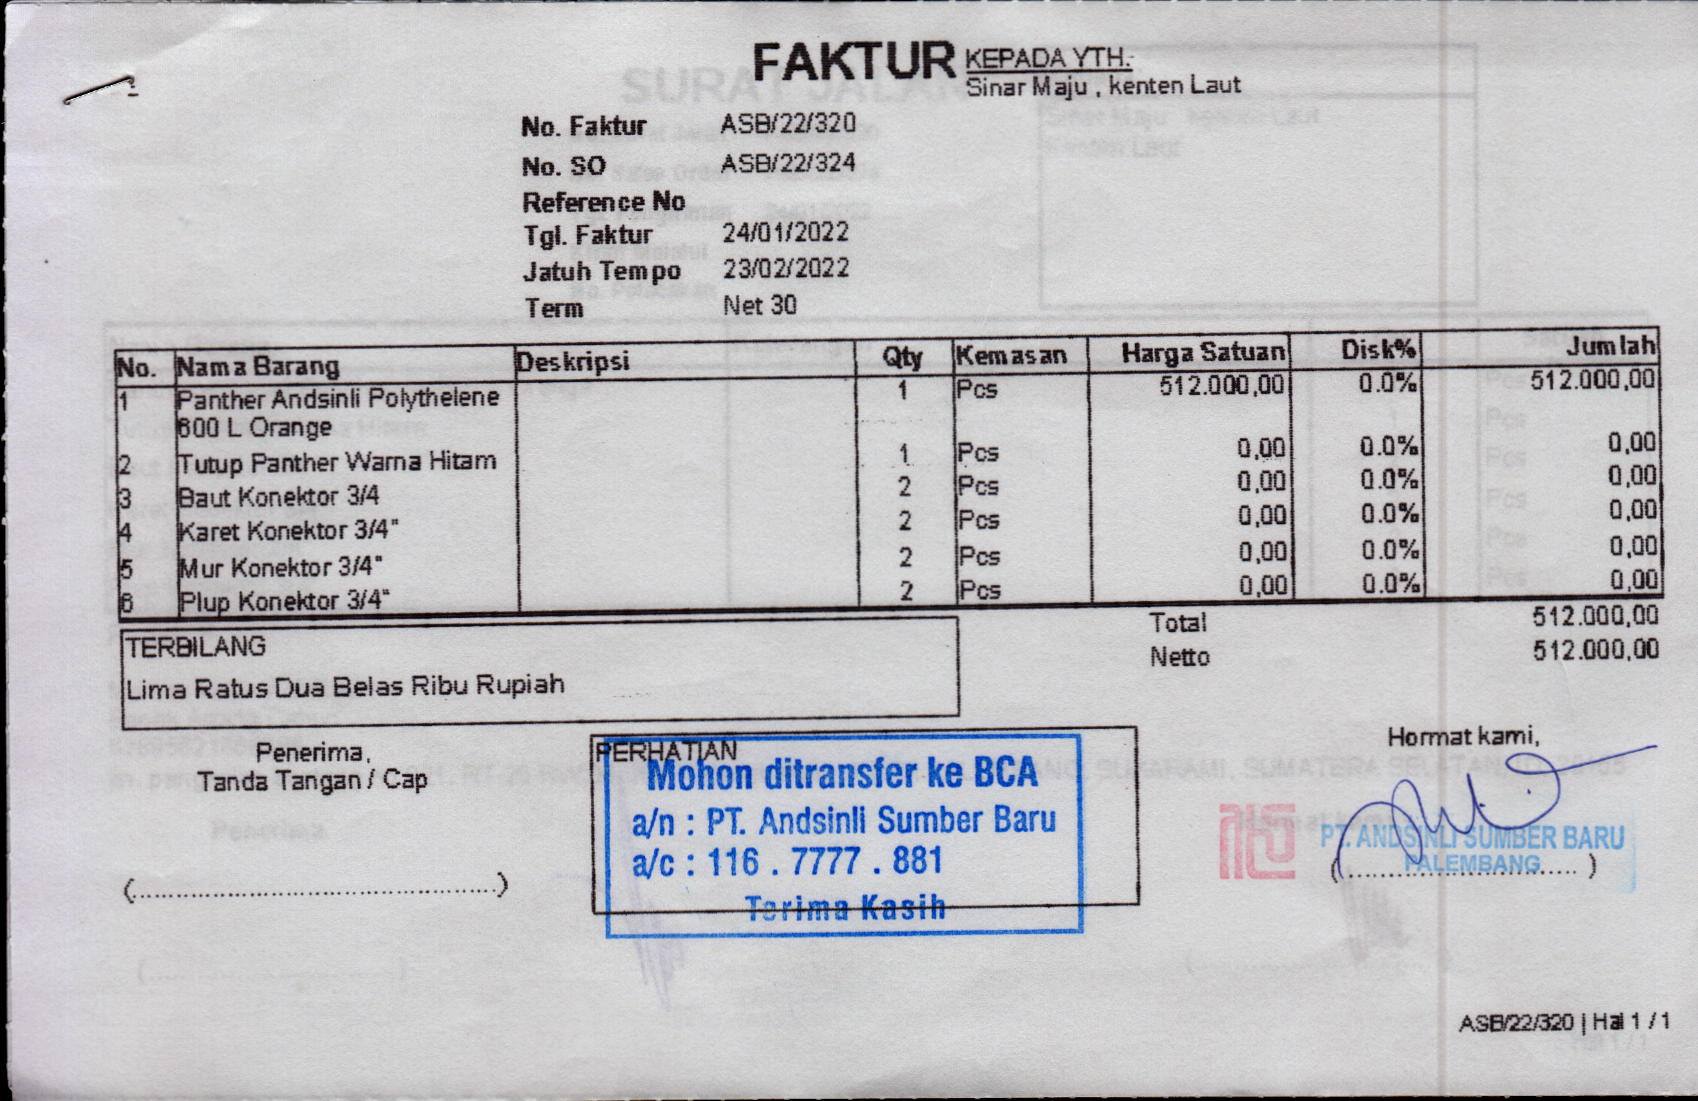 FAKTUR
KEPADA YTH.
Sinar Maju , kenten Laut
No. Faktur ASB/22/320
No. SO ASB/22/324
Reference No
Tgl. Faktur 24/01/2022
Jatuh Tempo 23/02/2022
Term Net 30
No. Nama Barang Deskripsi Qty Kemasan Harga Satuan Disk% Jumlah
1 Panther Andsinli Polythelene 1 Pcs 512.000,00 0.0% 512.000,00
600 L Orange
2 Tutup Panther Warna Hitam 1 Pcs 0,00 0.0% 0,00
3 Baut Konektor 3/4 2 Pcs 0,00 0.0% 0,00
4 Karet Konektor 3/4" 2 Pcs 0,00 0.0% 0,00
5 Mur Konektor 3/4" 2 Pcs 0,00 0.0% 0,00
6 Plup Konektor 3/4" 2 Pcs 0,00 0.0% 0,00
Total 512.000,00
Netto 512.000,00
TERBILANG
Lima Ratus Dua Belas Ribu Rupiah
Penerima,
Tanda Tangan / Cap
(................................................)
PERHATIAN
Mohon ditransfer ke BCA
a/n : PT. Andsinli Sumber Baru
a/c : 116 . 7777 . 881
Terima Kasih
Hormat kami,
PT. ANDSINLI SUMBER BARU
PALEMBANG
(................................)
ASB/22/320 | Hal 1 / 1